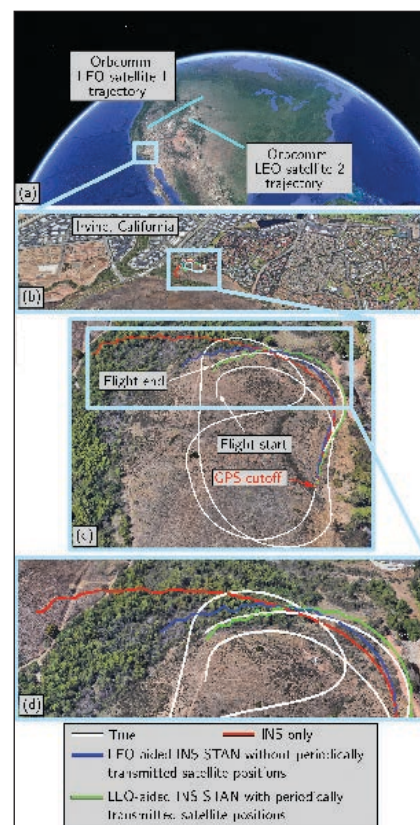 Orbcomm
LEO satellite 1
trajectory
Orbcomm
LEO satellite 2
trajectory
(a)
Irvine, California
(b)
Flight end
Flight start
GPS cutoff
(c)
(d)
True
INS only
LEO-aided INS STAN without periodically
transmitted satellite positions
LEO-aided INS STAN with periodically
transmitted satellite positions